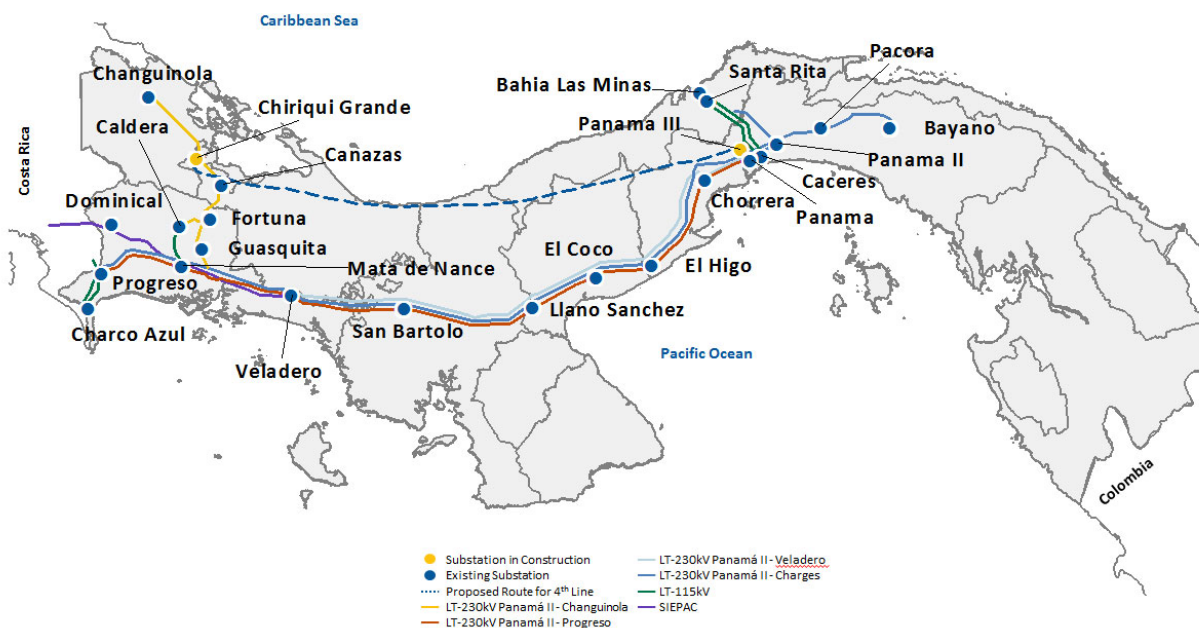 Caribbean Sea
Pacora
Changuinola
Santa Rita
Bahia Las Minas
Chiriqui Grande
Caldera
Panama III
Bayano
Cañazas
Panama II
Costa Rica
Caceres
Dominical
Chorrera
Fortuna
Panama
Guasquita
El Coco
Mata de Nance
El Higo
Progreso
Llano Sanchez
Charco Azul
San Bartolo
Pacific Ocean
Veladero
Colombia
Substation in Construction
Existing Substation
Proposed Route for 4th Line
LT-230kV Panamá II - Changuinola
LT-230kV Panamá II - Progreso
LT-230kV Panamá II - Veladero
LT-230kV Panamá II - Charges
LT-115kV
SIEPAC